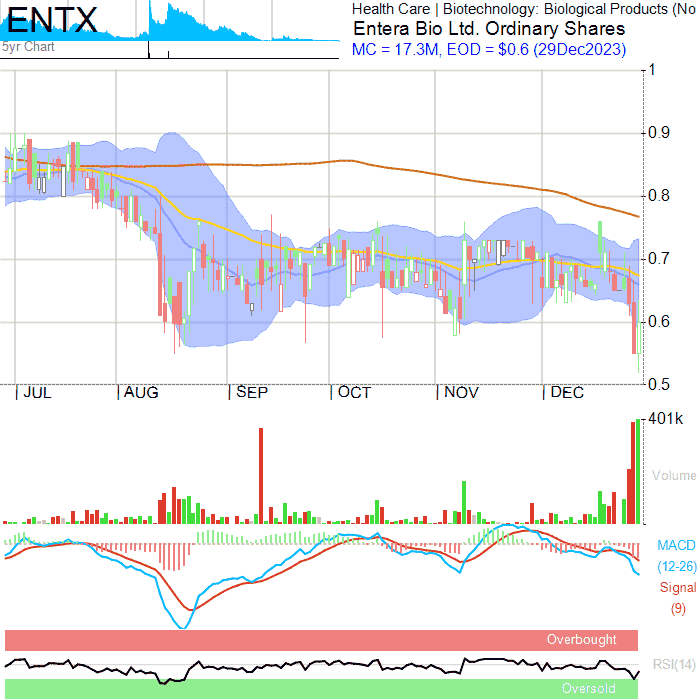 ENTX
5yr Chart
Health Care | Biotechnology: Biological Products (No
Entera Bio Ltd. Ordinary Shares
MC = 17.3M, EOD = $0.6 (29Dec2023)
1
0.9
0.8
0.7
0.6
0.5
JUL AUG SEP OCT NOV DEC
401k
Volume
MACD
(12-26)
Signal
(9)
Overbought
RSI(14)
Oversold